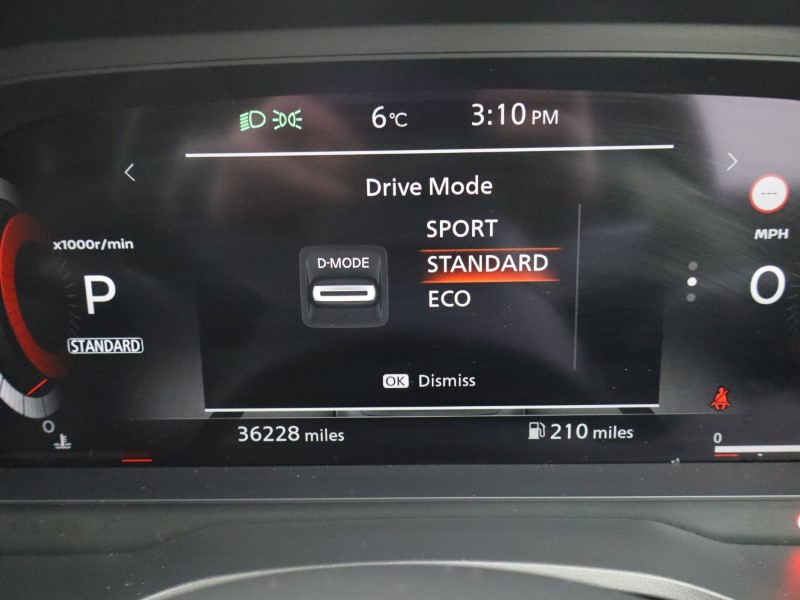 6°C 3:10 PM
Drive Mode
SPORT
D-MODE
STANDARD
ECO
OK Dismiss
x1000r/min
P
STANDARD
0
---
MPH
0
36228 miles
210 miles
0